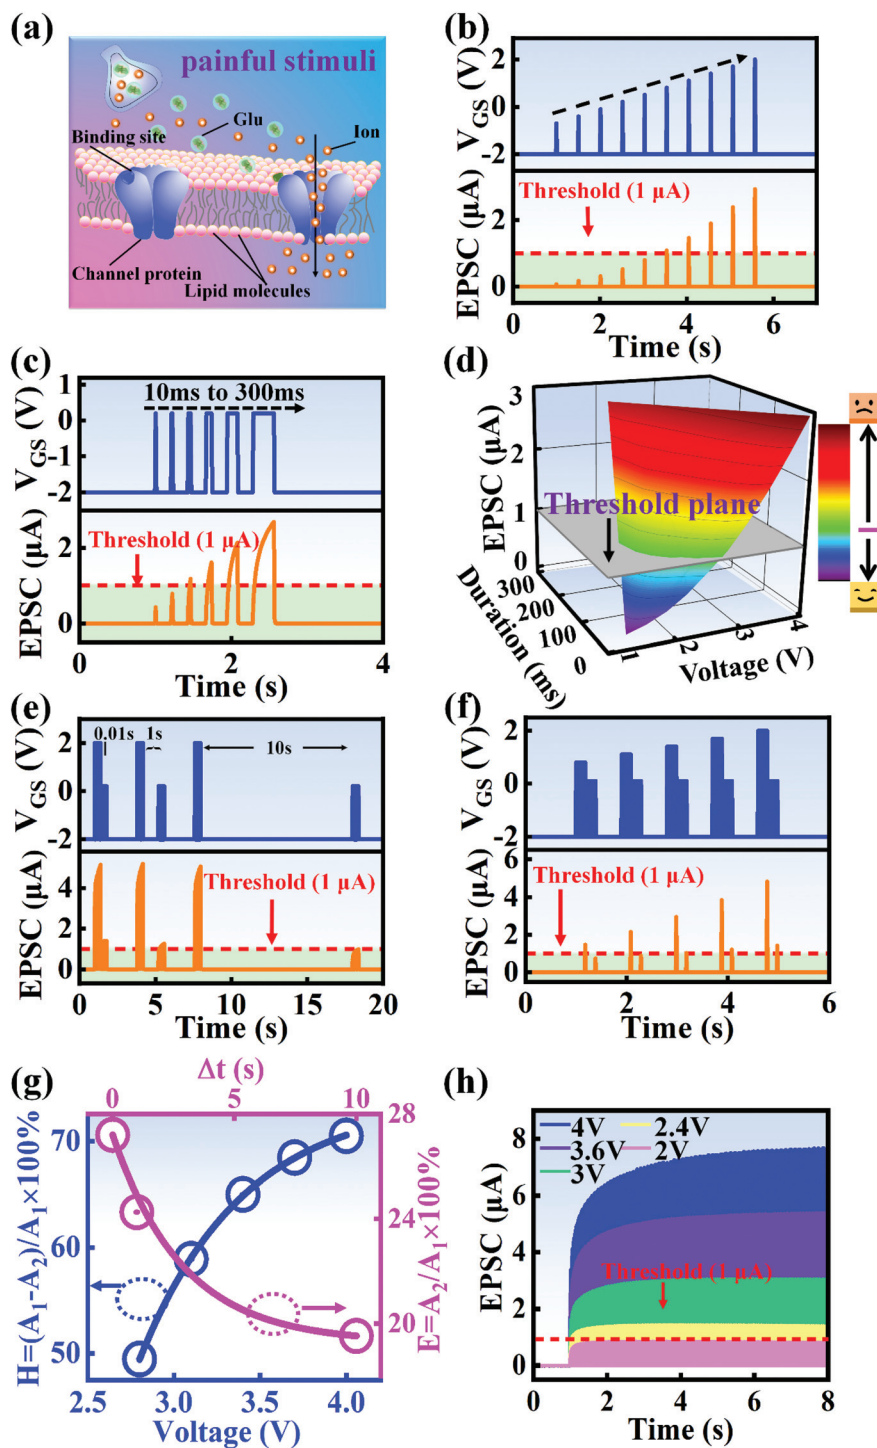 (a)
painful stimuli
Glu
Ion
Binding site
Channel protein
Lipid molecules
(b)
2
0
-2
V_GS (V)
Threshold (1 μA)
2
0
EPSC (μA)
0 2 4 6
Time (s)
(c)
10ms to 300ms
1
0
-1
-2
V_GS (V)
Threshold (1 μA)
2
0
EPSC (μA)
0 2 4
Time (s)
(d)
3
2
1
0
EPSC (μA)
Threshold plane
300
200
100
0
Duration (ms)
1 2 3 4
Voltage (V)
(e)
0.01s 1s 10s
2
0
-2
V_GS (V)
Threshold (1 μA)
4
2
0
EPSC (μA)
0 5 10 15 20
Time (s)
(f)
2
0
-2
V_GS (V)
Threshold (1 μA)
6
4
2
0
EPSC (μA)
0 2 4 6
Time (s)
(g)
Δt (s)
0 5 10
70
60
50
H=(A₁-A₂)/A₁×100%
28
24
20
E=A₂/A₁×100%
2.5 3.0 3.5 4.0
Voltage (V)
(h)
4V 2.4V
3.6V 2V
3V
Threshold (1 μA)
8
6
4
2
0
EPSC (μA)
0 2 4 6 8
Time (s)